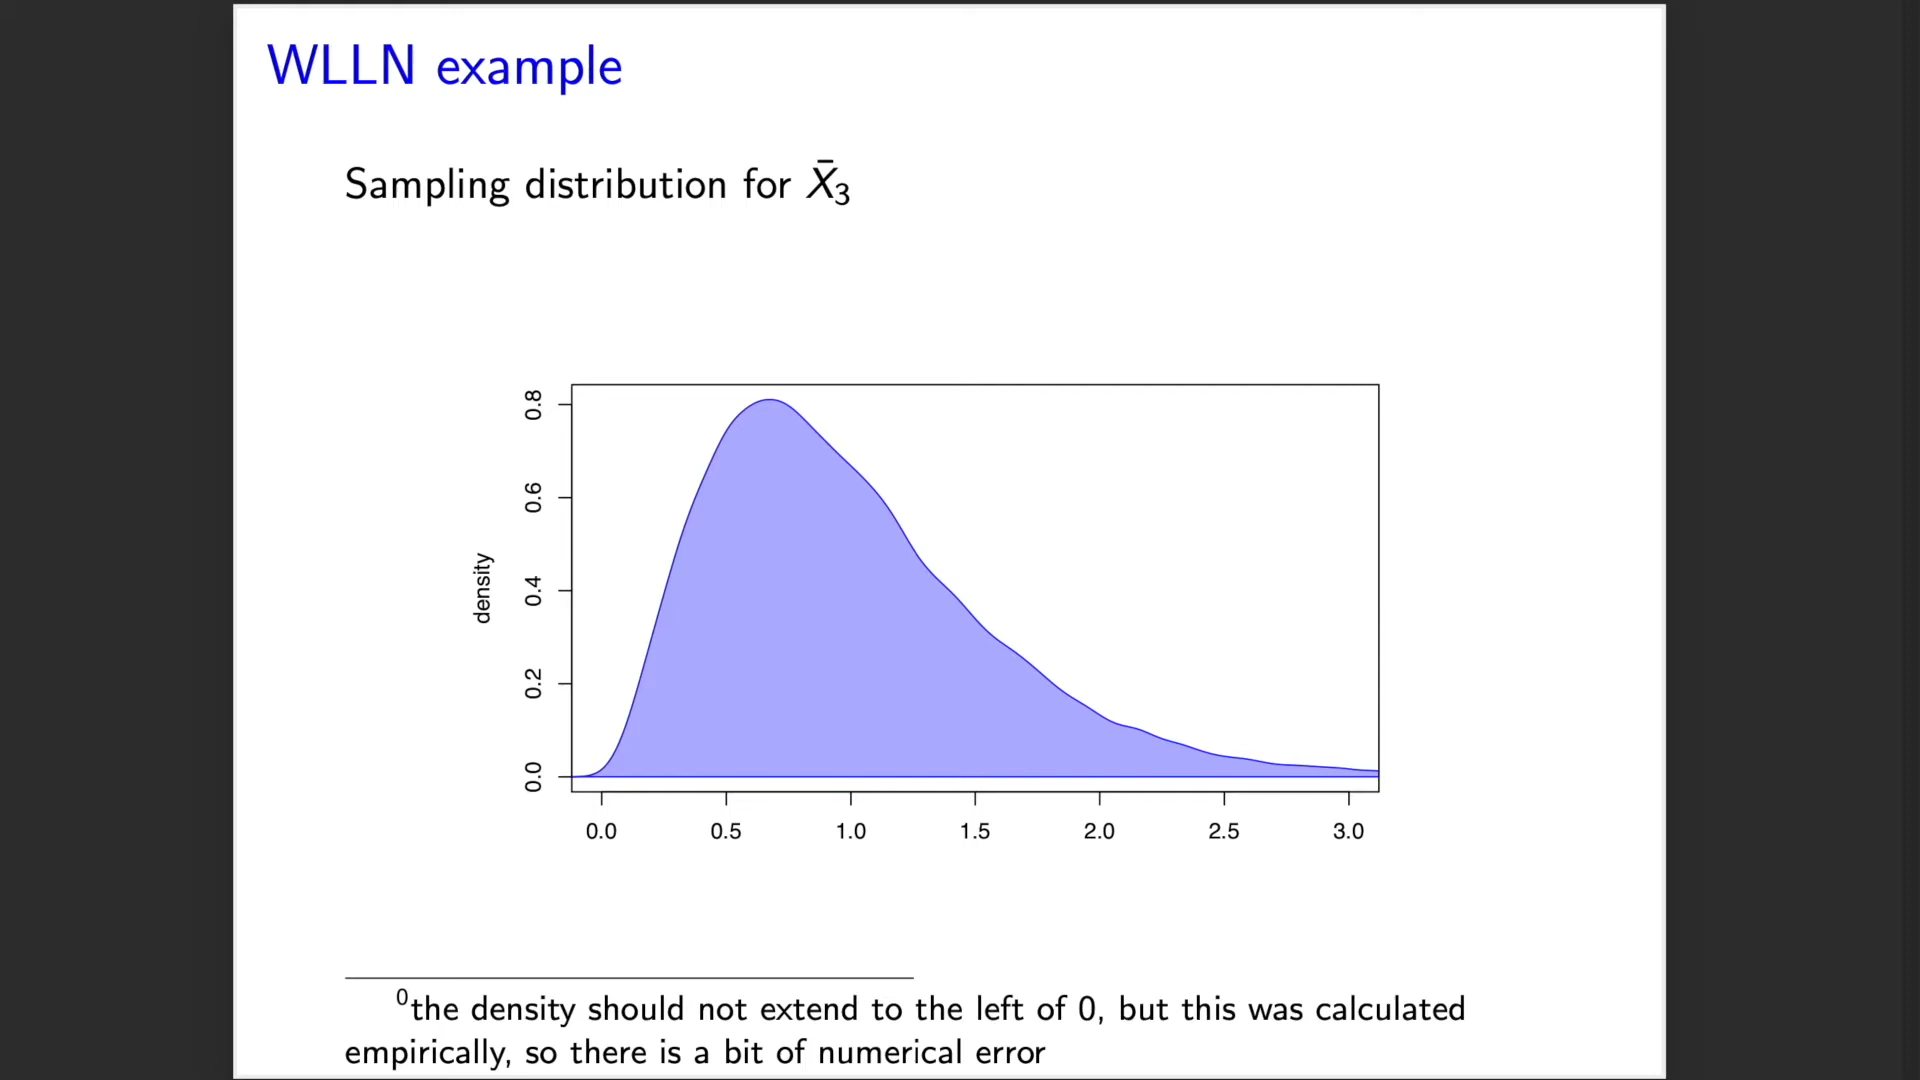 WLLN example
Sampling distribution for X̄₃
0.8
0.6
0.4
0.2
0.0
density
0.0 0.5 1.0 1.5 2.0 2.5 3.0
⁰the density should not extend to the left of 0, but this was calculated
empirically, so there is a bit of numerical error